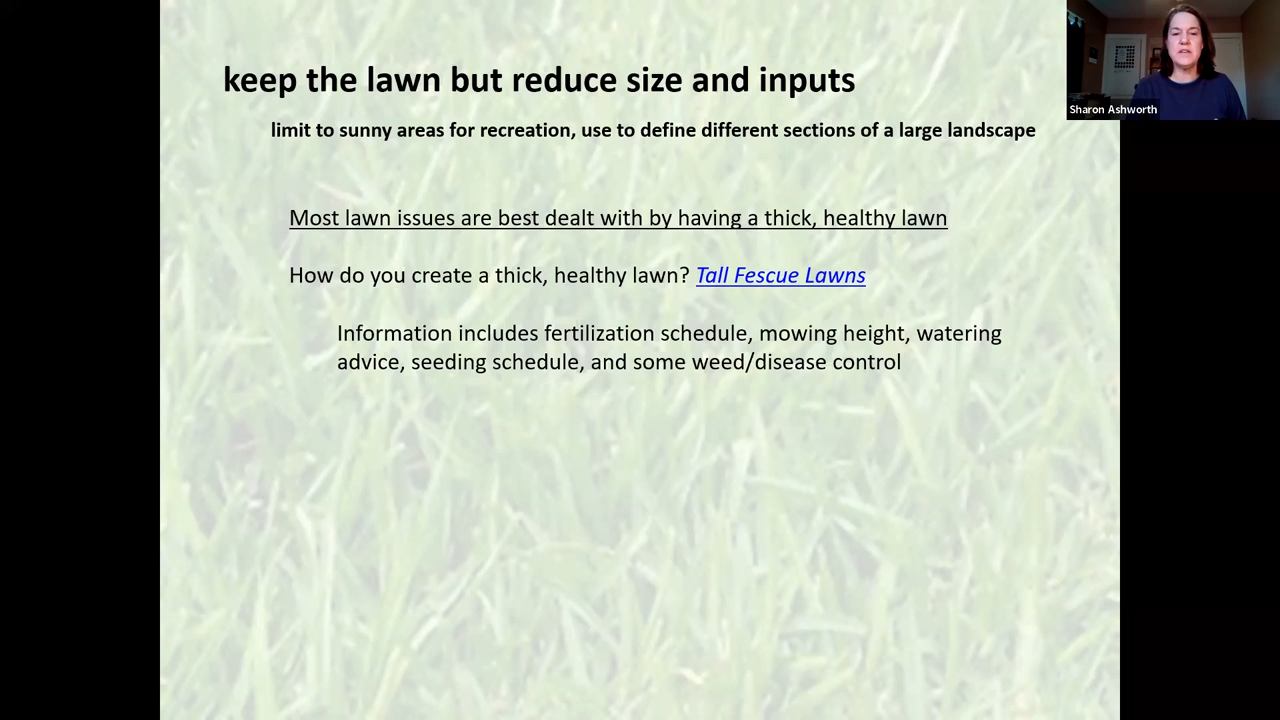 keep the lawn but reduce size and inputs
limit to sunny areas for recreation, use to define different sections of a large landscape
Most lawn issues are best dealt with by having a thick, healthy lawn
How do you create a thick, healthy lawn? Tall Fescue Lawns
Information includes fertilization schedule, mowing height, watering
advice, seeding schedule, and some weed/disease control
Sharon Ashworth